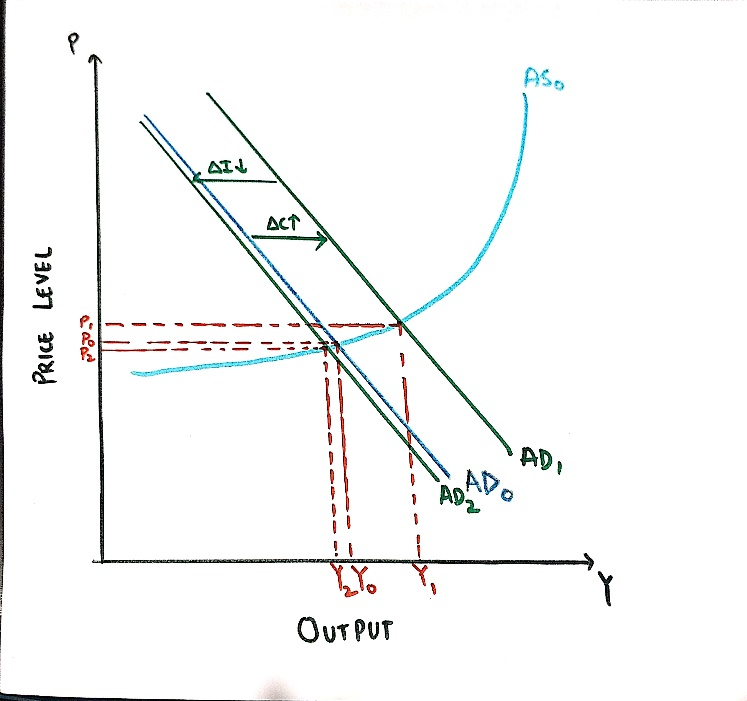 P
AS₀
ΔI↓
ΔC↑
PRICE LEVEL
P₁
P₀
P₂
AD₁
AD₀
AD₂
Y₂ Y₀ Y₁
Y
OUTPUT